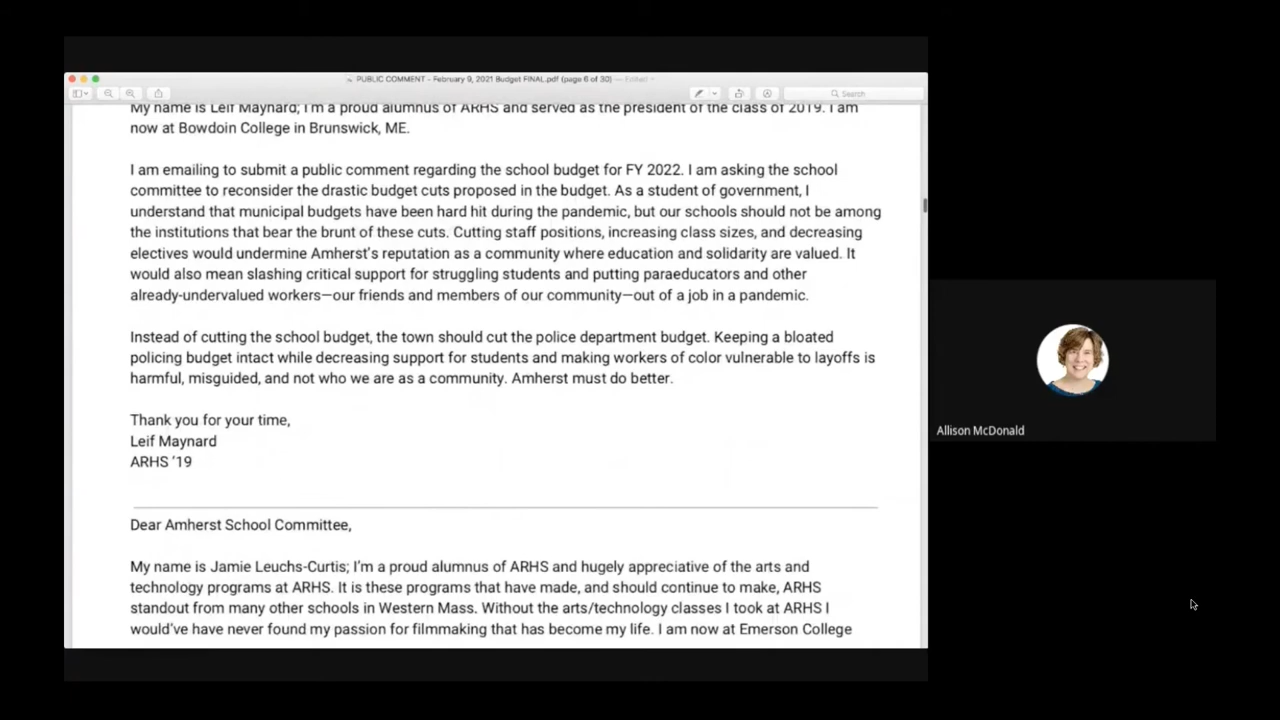 PUBLIC COMMENT - February 9, 2021 Budget FINAL.pdf (page 6 of 30) — Edited
Search
My name is Leif Maynard; I'm a proud alumnus of ARHS and served as the president of the class of 2019. I am
now at Bowdoin College in Brunswick, ME.
I am emailing to submit a public comment regarding the school budget for FY 2022. I am asking the school
committee to reconsider the drastic budget cuts proposed in the budget. As a student of government, I
understand that municipal budgets have been hard hit during the pandemic, but our schools should not be among
the institutions that bear the brunt of these cuts. Cutting staff positions, increasing class sizes, and decreasing
electives would undermine Amherst's reputation as a community where education and solidarity are valued. It
would also mean slashing critical support for struggling students and putting paraeducators and other
already-undervalued workers—our friends and members of our community—out of a job in a pandemic.
Instead of cutting the school budget, the town should cut the police department budget. Keeping a bloated
policing budget intact while decreasing support for students and making workers of color vulnerable to layoffs is
harmful, misguided, and not who we are as a community. Amherst must do better.
Thank you for your time,
Leif Maynard
ARHS '19
Dear Amherst School Committee,
My name is Jamie Leuchs-Curtis; I'm a proud alumnus of ARHS and hugely appreciative of the arts and
technology programs at ARHS. It is these programs that have made, and should continue to make, ARHS
standout from many other schools in Western Mass. Without the arts/technology classes I took at ARHS I
would've have never found my passion for filmmaking that has become my life. I am now at Emerson College
Allison McDonald